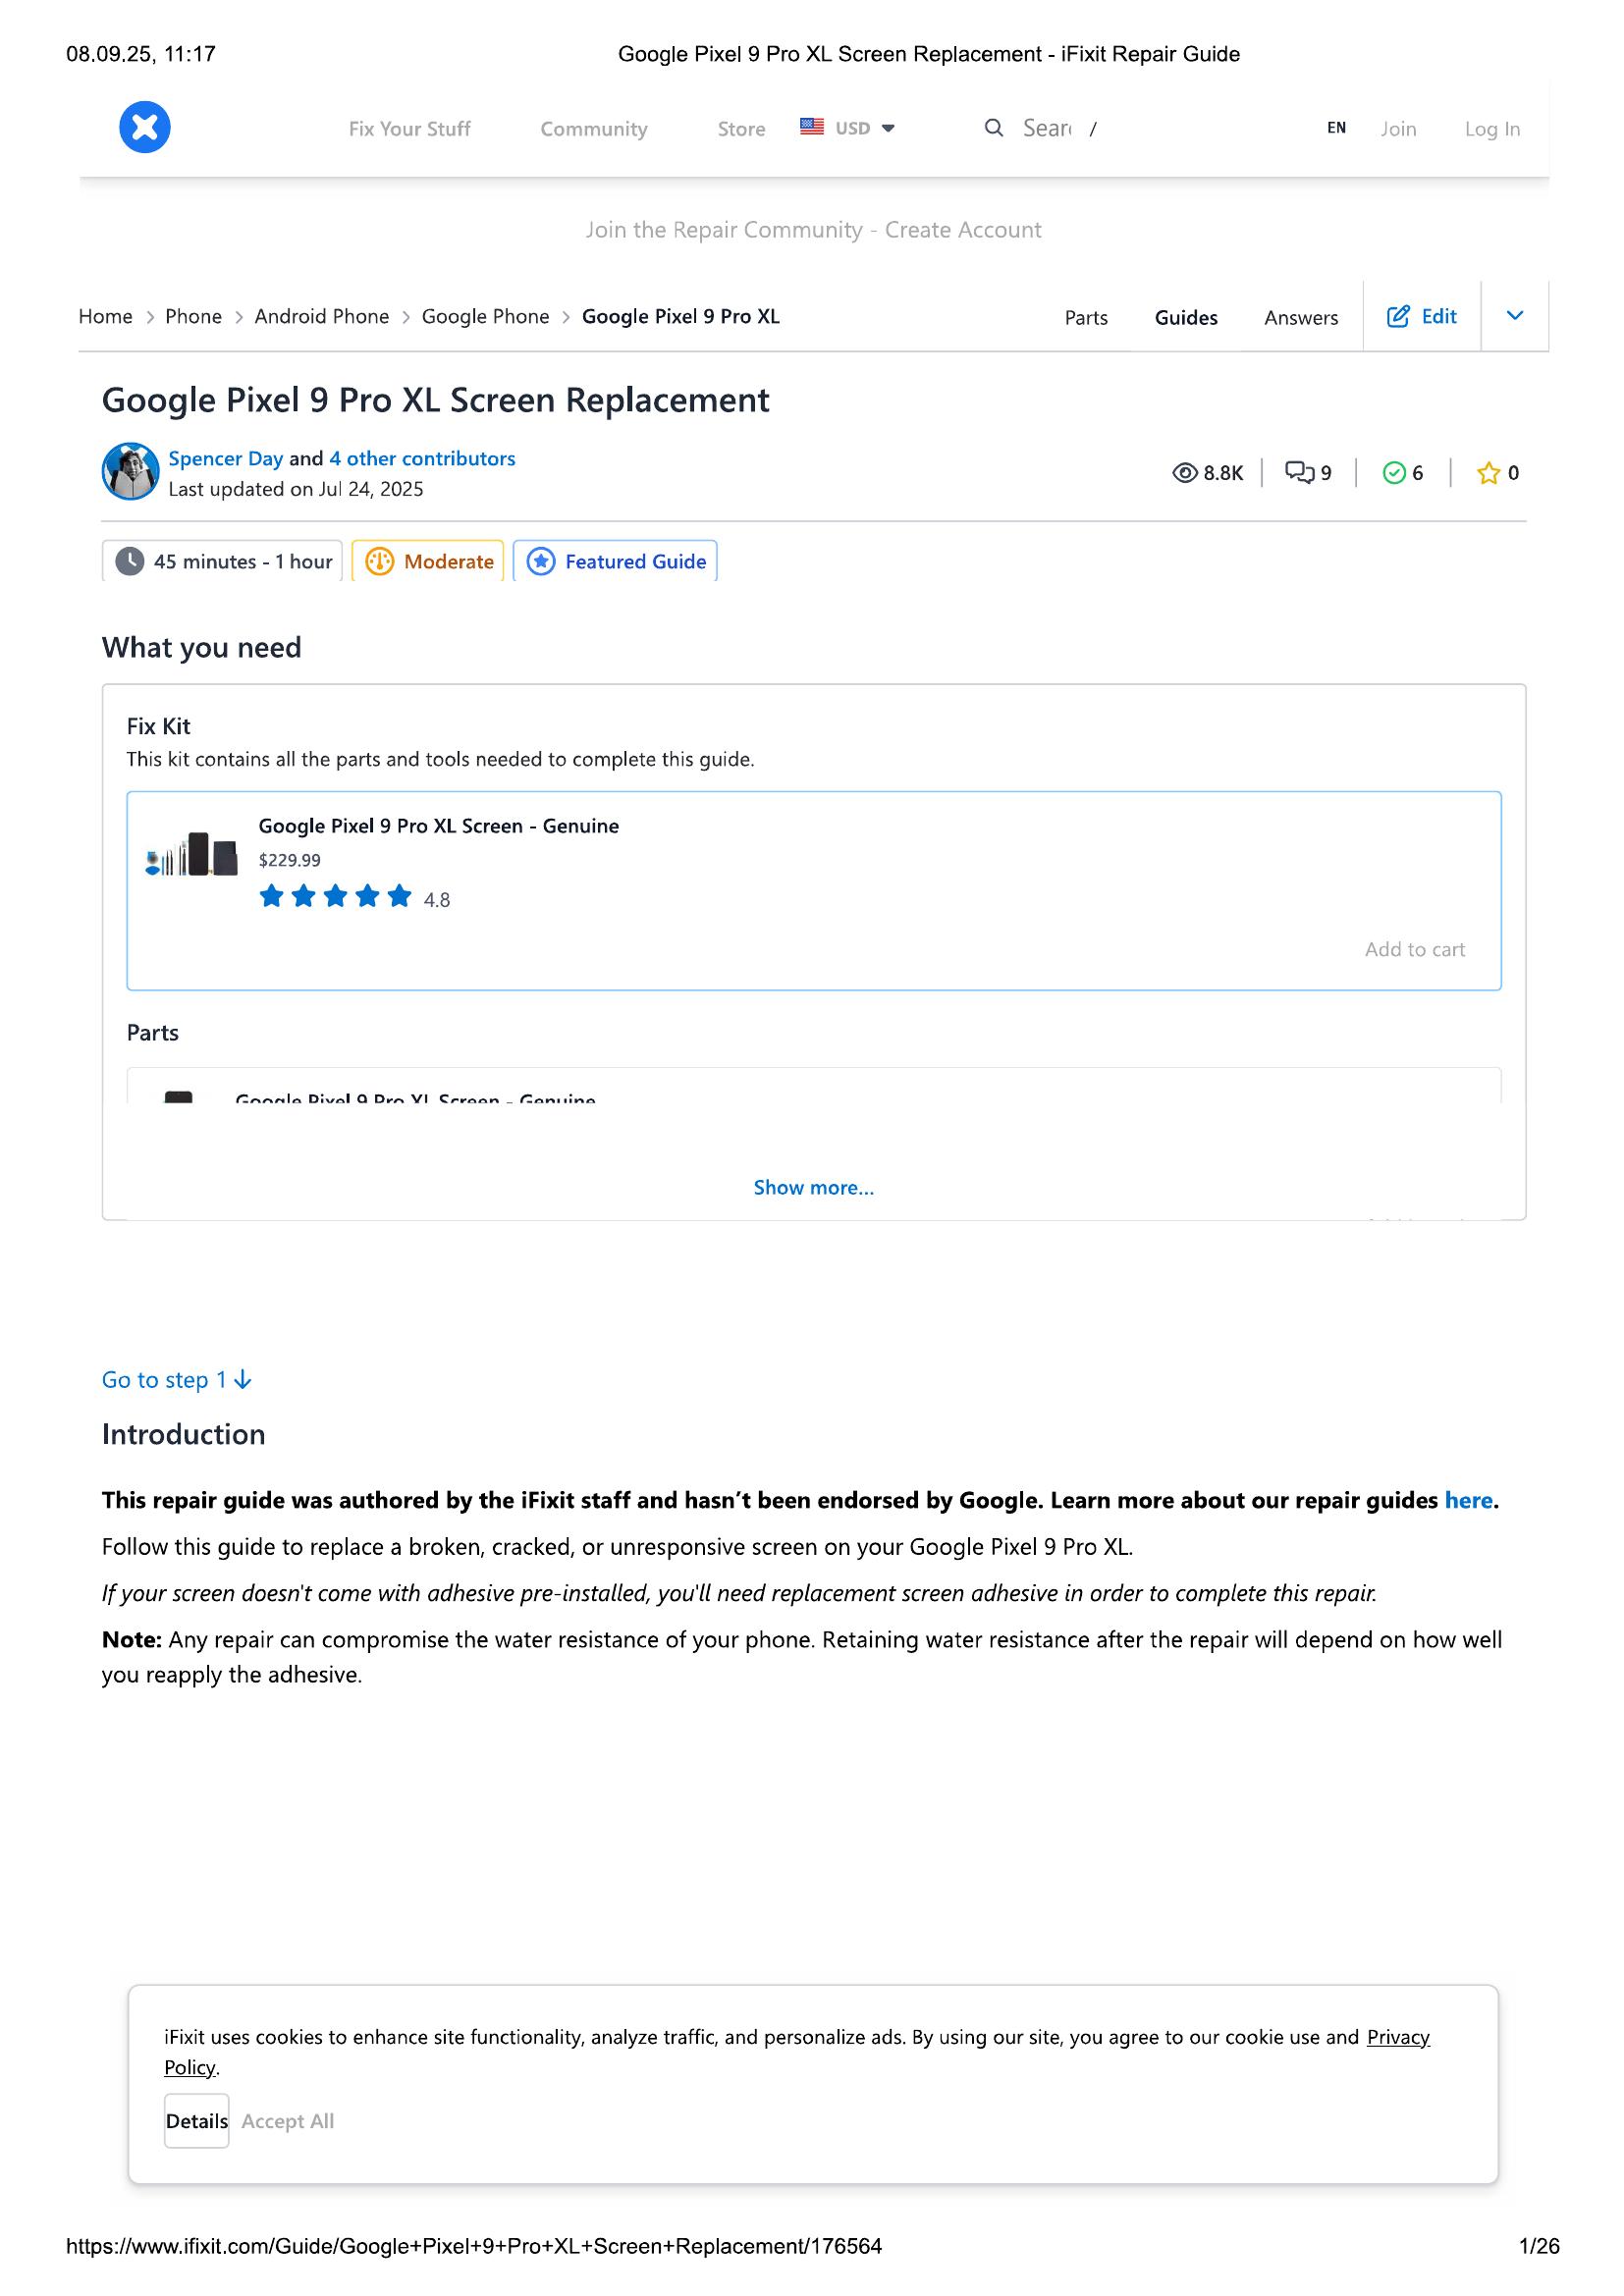 08.09.25, 11:17
Google Pixel 9 Pro XL Screen Replacement - iFixit Repair Guide
Fix Your Stuff
Community
Store
USD
Sear
/
EN
Join
Log In
Join the Repair Community - Create Account
Home > Phone > Android Phone > Google Phone > Google Pixel 9 Pro XL
Parts
Guides
Answers
Edit
Google Pixel 9 Pro XL Screen Replacement
Spencer Day and 4 other contributors
Last updated on Jul 24, 2025
8.8K
9
6
0
45 minutes - 1 hour
Moderate
Featured Guide
What you need
Fix Kit
This kit contains all the parts and tools needed to complete this guide.
Google Pixel 9 Pro XL Screen - Genuine
$229.99
4.8
Add to cart
Parts
Google Pixel 9 Pro XL Screen - Genuine
Show more...
Go to step 1
Introduction
This repair guide was authored by the iFixit staff and hasn’t been endorsed by Google. Learn more about our repair guides here.
Follow this guide to replace a broken, cracked, or unresponsive screen on your Google Pixel 9 Pro XL.
If your screen doesn't come with adhesive pre-installed, you'll need replacement screen adhesive in order to complete this repair.
Note: Any repair can compromise the water resistance of your phone. Retaining water resistance after the repair will depend on how well
you reapply the adhesive.
iFixit uses cookies to enhance site functionality, analyze traffic, and personalize ads. By using our site, you agree to our cookie use and Privacy
Policy.
Details
Accept All
https://www.ifixit.com/Guide/Google+Pixel+9+Pro+XL+Screen+Replacement/176564
1/26